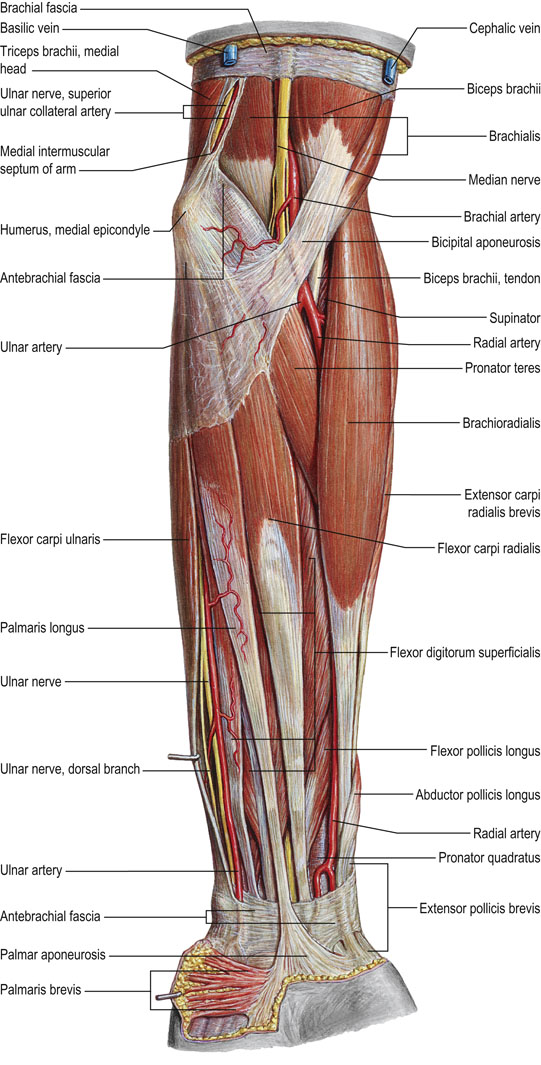 Brachial fascia
Basilic vein
Triceps brachii, medial
head
Ulnar nerve, superior
ulnar collateral artery
Medial intermuscular
septum of arm
Humerus, medial epicondyle
Antebrachial fascia
Ulnar artery
Flexor carpi ulnaris
Palmaris longus
Ulnar nerve
Ulnar nerve, dorsal branch
Ulnar artery
Antebrachial fascia
Palmar aponeurosis
Palmaris brevis
Cephalic vein
Biceps brachii
Brachialis
Median nerve
Brachial artery
Bicipital aponeurosis
Biceps brachii, tendon
Supinator
Radial artery
Pronator teres
Brachioradialis
Extensor carpi
radialis brevis
Flexor carpi radialis
Flexor digitorum superficialis
Flexor pollicis longus
Abductor pollicis longus
Radial artery
Pronator quadratus
Extensor pollicis brevis